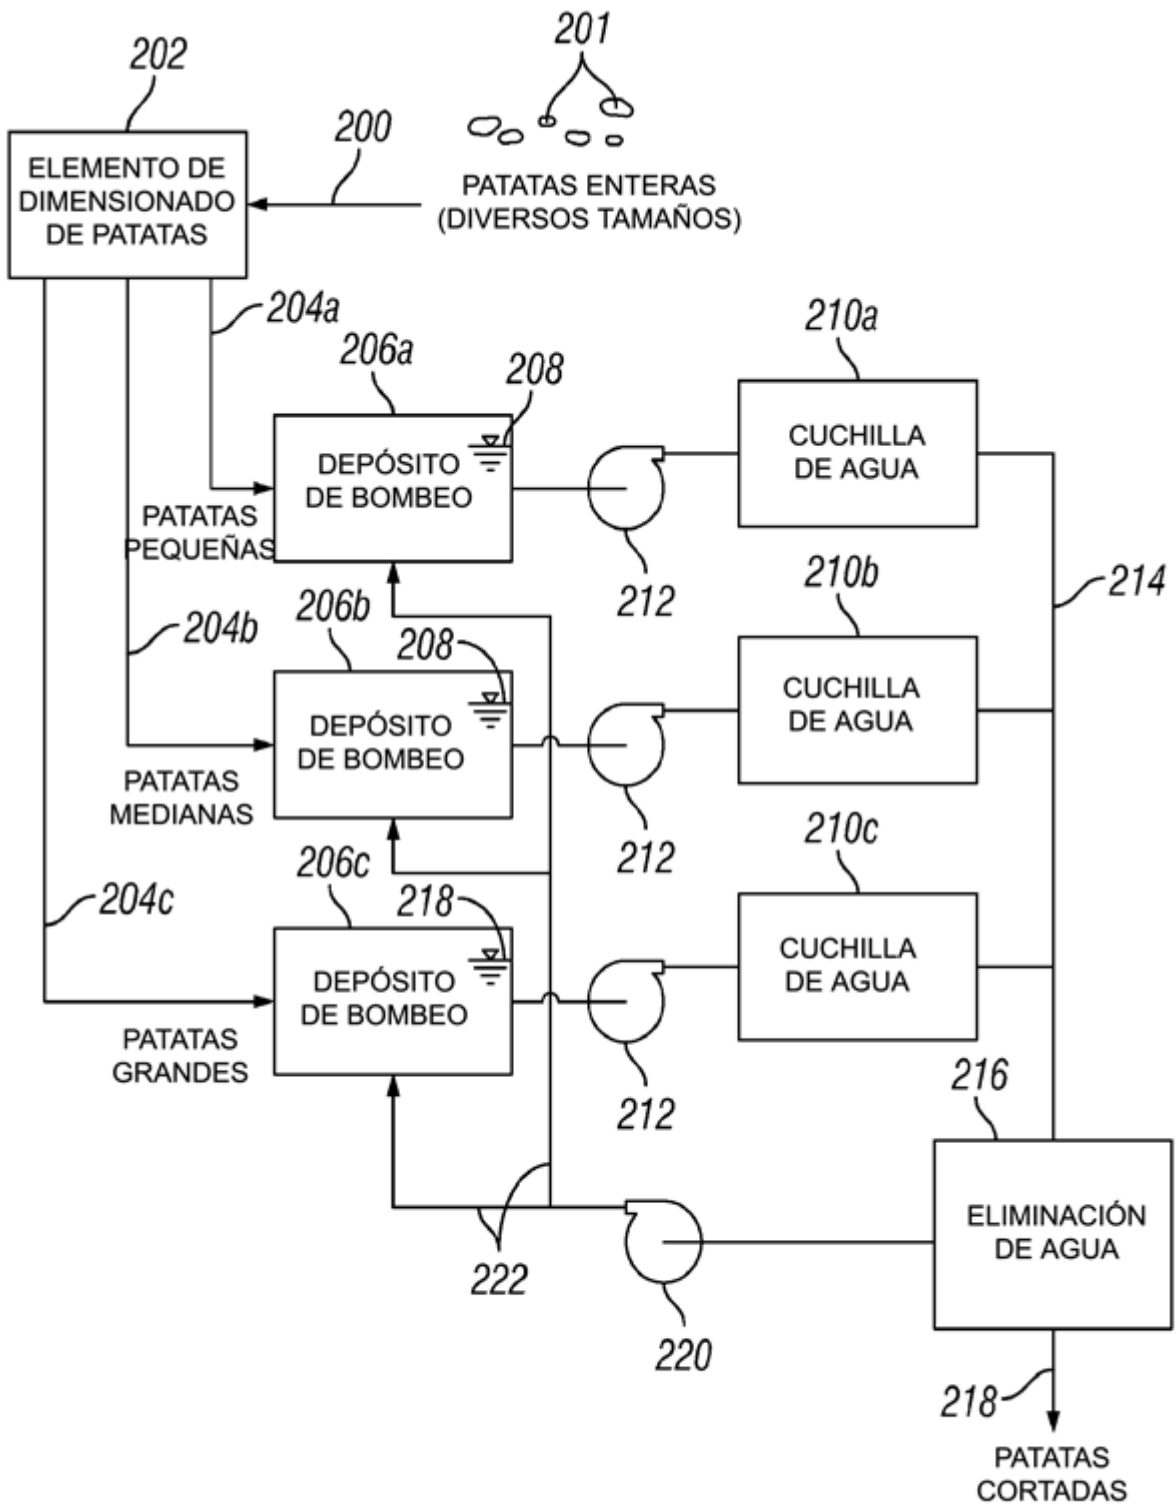 201
202
200
ELEMENTO DE
DIMENSIONADO
DE PATATAS
PATATAS ENTERAS
(DIVERSOS TAMAÑOS)
204a
206a
208
210a
DEPÓSITO
DE BOMBEO
CUCHILLA
DE AGUA
PATATAS
PEQUEÑAS
212
204b
206b
208
210b
214
DEPÓSITO
DE BOMBEO
CUCHILLA
DE AGUA
PATATAS
MEDIANAS
212
204c
206c
218
210c
DEPÓSITO
DE BOMBEO
CUCHILLA
DE AGUA
PATATAS
GRANDES
212
216
ELIMINACIÓN
DE AGUA
222
220
218
PATATAS
CORTADAS